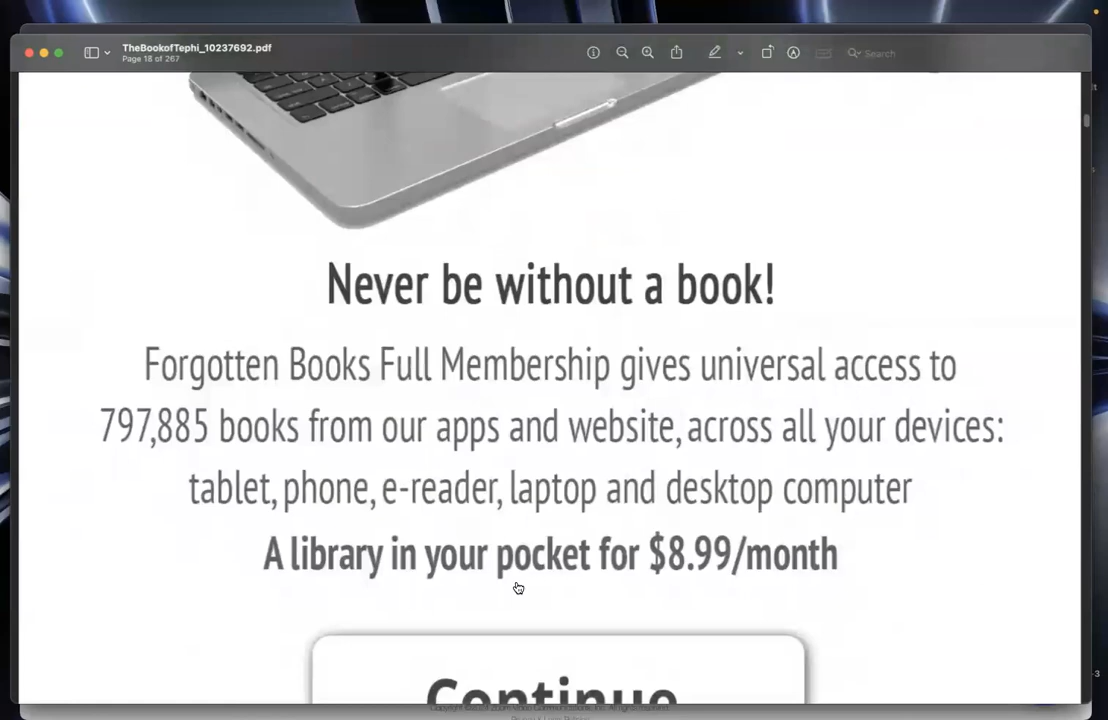 TheBookofTephi_10237692.pdf
Page 18 of 267
Search
Never be without a book!
Forgotten Books Full Membership gives universal access to
797,885 books from our apps and website, across all your devices:
tablet, phone, e-reader, laptop and desktop computer
A library in your pocket for $8.99/month
Continue